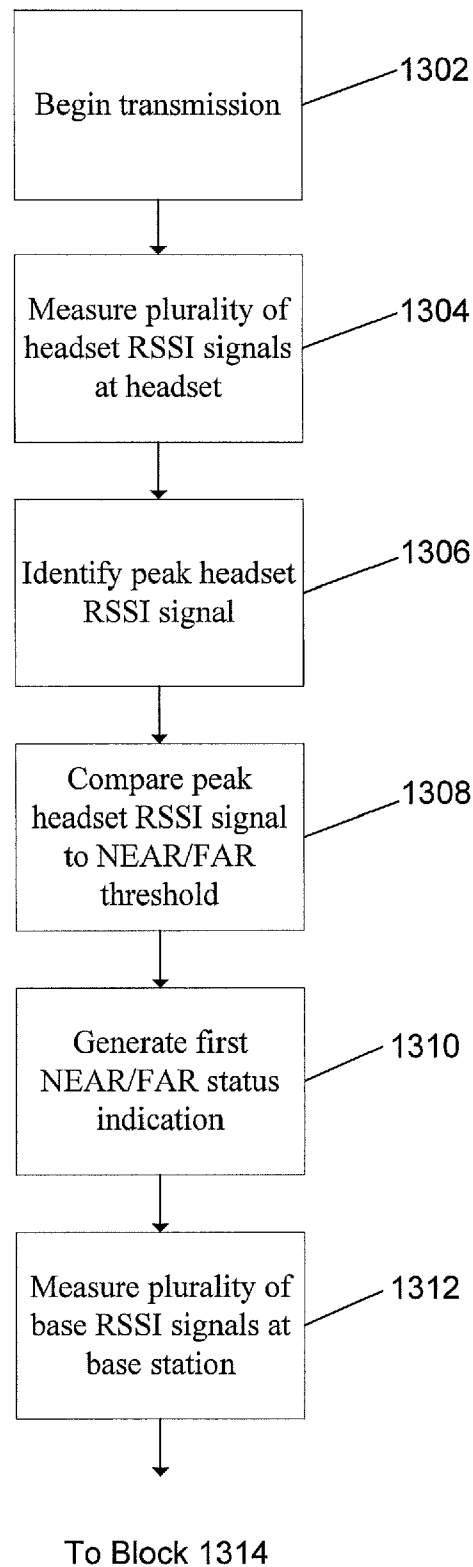 Begin transmission
1302
Measure plurality of
headset RSSI signals
at headset
1304
Identify peak headset
RSSI signal
1306
Compare peak
headset RSSI signal
to NEAR/FAR
threshold
1308
Generate first
NEAR/FAR status
indication
1310
Measure plurality of
base RSSI signals at
base station
1312
To Block 1314